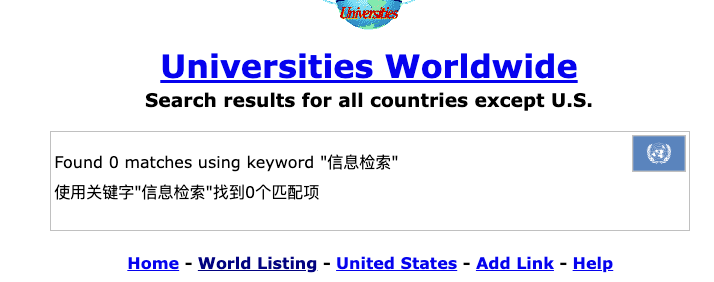 Universities
Universities Worldwide
Search results for all countries except U.S.
Found 0 matches using keyword "信息检索"
使用关键字"信息检索"找到0个匹配项
Home - World Listing - United States - Add Link - Help